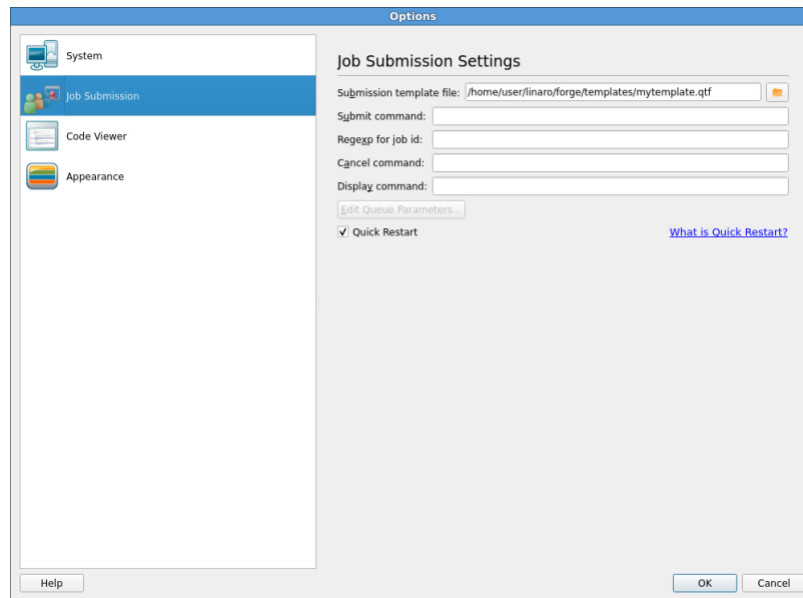 Options
System
Job Submission
Code Viewer
Appearance
Job Submission Settings
Submission template file: /home/user/linaro/forge/templates/mytemplate.qtf
Submit command:
Regexp for job id:
Cancel command:
Display command:
Edit Queue Parameters...
Quick Restart What is Quick Restart?
Help OK Cancel